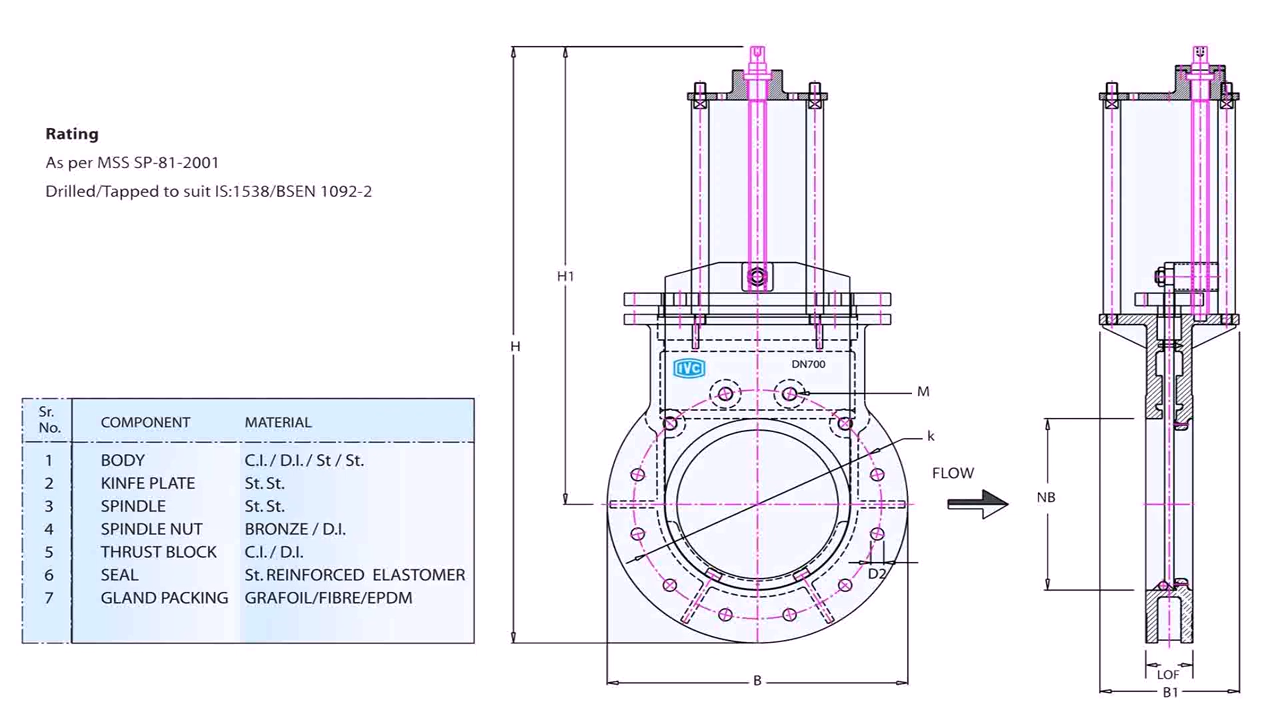 Rating
As per MSS SP-81-2001
Drilled/Tapped to suit IS:1538/BSEN 1092-2
Sr. No. COMPONENT MATERIAL
1 BODY C.I. / D.I. / St / St.
2 KINFE PLATE St. St.
3 SPINDLE St. St.
4 SPINDLE NUT BRONZE / D.I.
5 THRUST BLOCK C.I. / D.I.
6 SEAL St. REINFORCED ELASTOMER
7 GLAND PACKING GRAFOIL/FIBRE/EPDM
H1
H
IVC
DN700
M
k
FLOW
NB
D2
B
LOF
B1